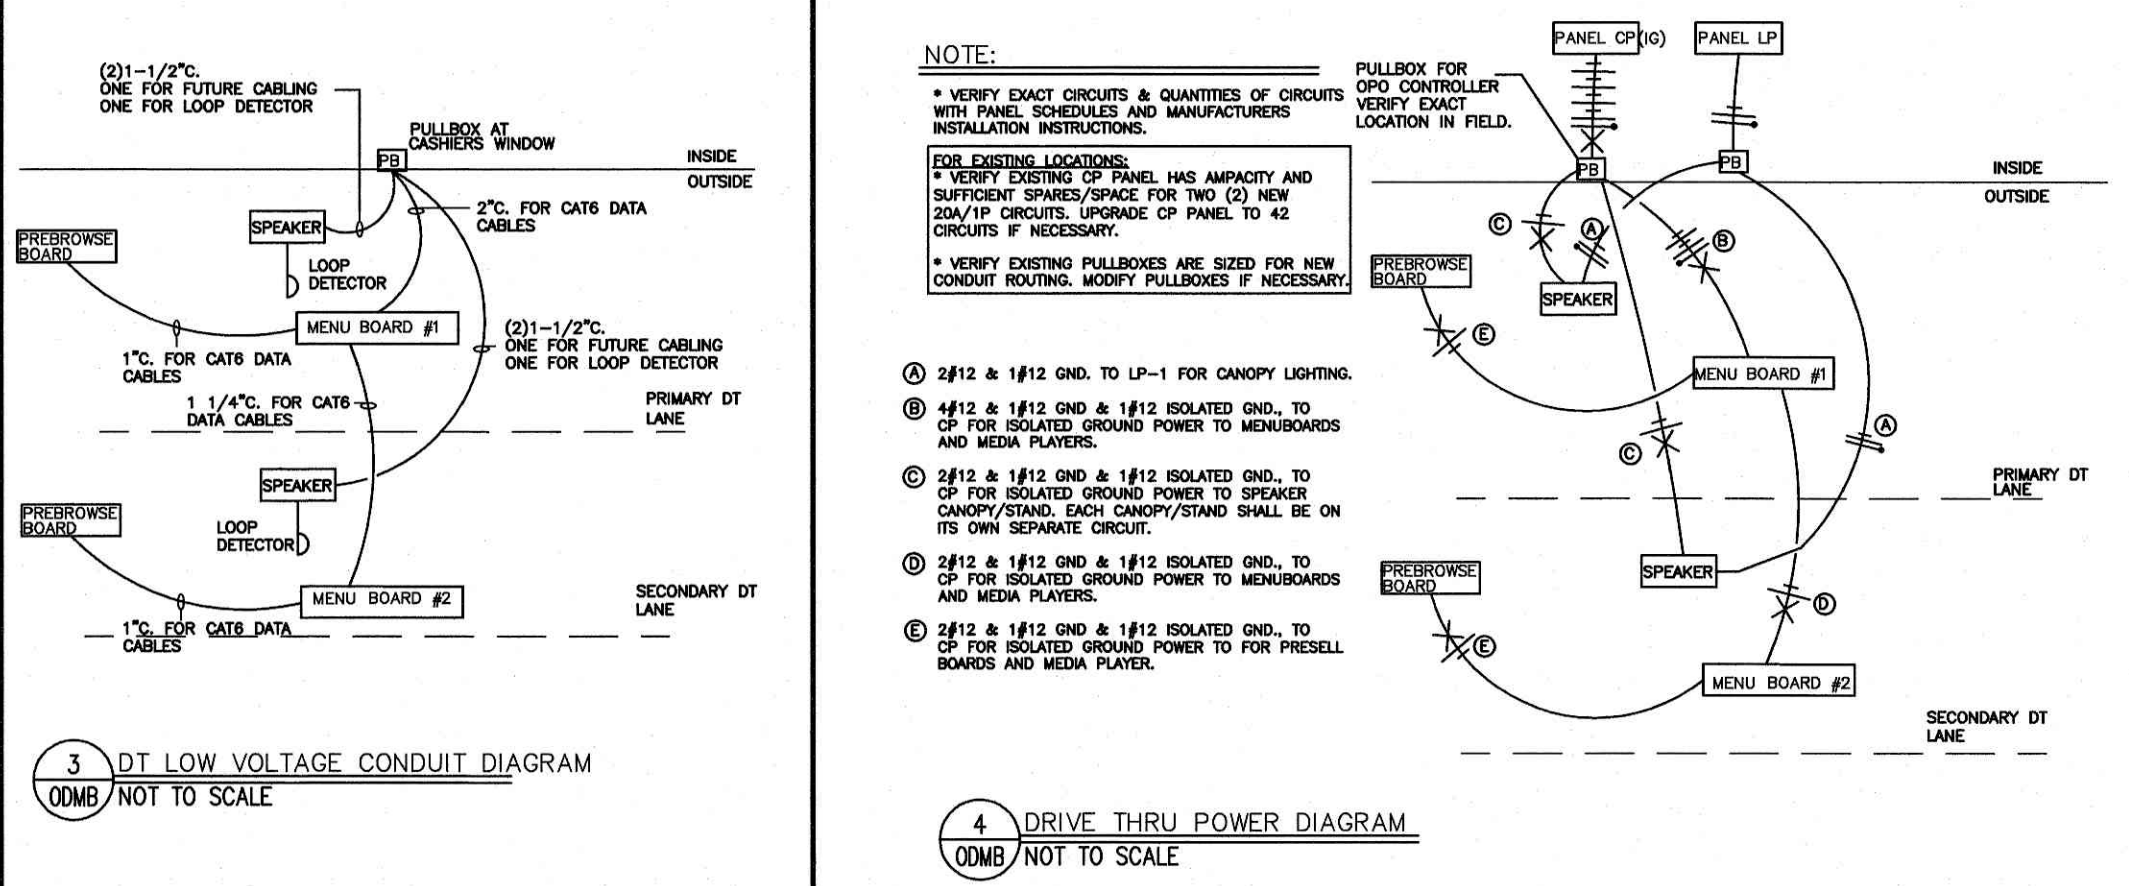 (2)1-1/2"C.
ONE FOR FUTURE CABLING
ONE FOR LOOP DETECTOR
PULLBOX AT
CASHIERS WINDOW
PB
INSIDE
OUTSIDE
2"C. FOR CAT6 DATA
CABLES
SPEAKER
PREBROWSE
BOARD
LOOP
DETECTOR
MENU BOARD #1
(2)1-1/2"C.
ONE FOR FUTURE CABLING
ONE FOR LOOP DETECTOR
1"C. FOR CAT6 DATA
CABLES
1 1/4"C. FOR CAT6
DATA CABLES
PRIMARY DT
LANE
SPEAKER
PREBROWSE
BOARD
LOOP
DETECTOR
MENU BOARD #2
SECONDARY DT
LANE
1"C. FOR CAT6 DATA
CABLES
3
ODMB
DT LOW VOLTAGE CONDUIT DIAGRAM
NOT TO SCALE
NOTE:
* VERIFY EXACT CIRCUITS & QUANTITIES OF CIRCUITS
WITH PANEL SCHEDULES AND MANUFACTURERS
INSTALLATION INSTRUCTIONS.
FOR EXISTING LOCATIONS:
* VERIFY EXISTING CP PANEL HAS AMPACITY AND
SUFFICIENT SPARES/SPACE FOR TWO (2) NEW
20A/1P CIRCUITS. UPGRADE CP PANEL TO 42
CIRCUITS IF NECESSARY.
* VERIFY EXISTING PULLBOXES ARE SIZED FOR NEW
CONDUIT ROUTING. MODIFY PULLBOXES IF NECESSARY.
A 2#12 & 1#12 GND. TO LP-1 FOR CANOPY LIGHTING.
B 4#12 & 1#12 GND & 1#12 ISOLATED GND., TO
CP FOR ISOLATED GROUND POWER TO MENUBOARDS
AND MEDIA PLAYERS.
C 2#12 & 1#12 GND & 1#12 ISOLATED GND., TO
CP FOR ISOLATED GROUND POWER TO SPEAKER
CANOPY/STAND. EACH CANOPY/STAND SHALL BE ON
ITS OWN SEPARATE CIRCUIT.
D 2#12 & 1#12 GND & 1#12 ISOLATED GND., TO
CP FOR ISOLATED GROUND POWER TO MENUBOARDS
AND MEDIA PLAYERS.
E 2#12 & 1#12 GND & 1#12 ISOLATED GND., TO
CP FOR ISOLATED GROUND POWER TO FOR PRESELL
BOARDS AND MEDIA PLAYER.
PANEL CP(IG)
PANEL LP
PULLBOX FOR
OPO CONTROLLER
VERIFY EXACT
LOCATION IN FIELD.
PB
PB
INSIDE
OUTSIDE
C
A
B
PREBROWSE
BOARD
SPEAKER
E
MENU BOARD #1
A
C
PRIMARY DT
LANE
SPEAKER
PREBROWSE
BOARD
D
E
MENU BOARD #2
SECONDARY DT
LANE
4
ODMB
DRIVE THRU POWER DIAGRAM
NOT TO SCALE